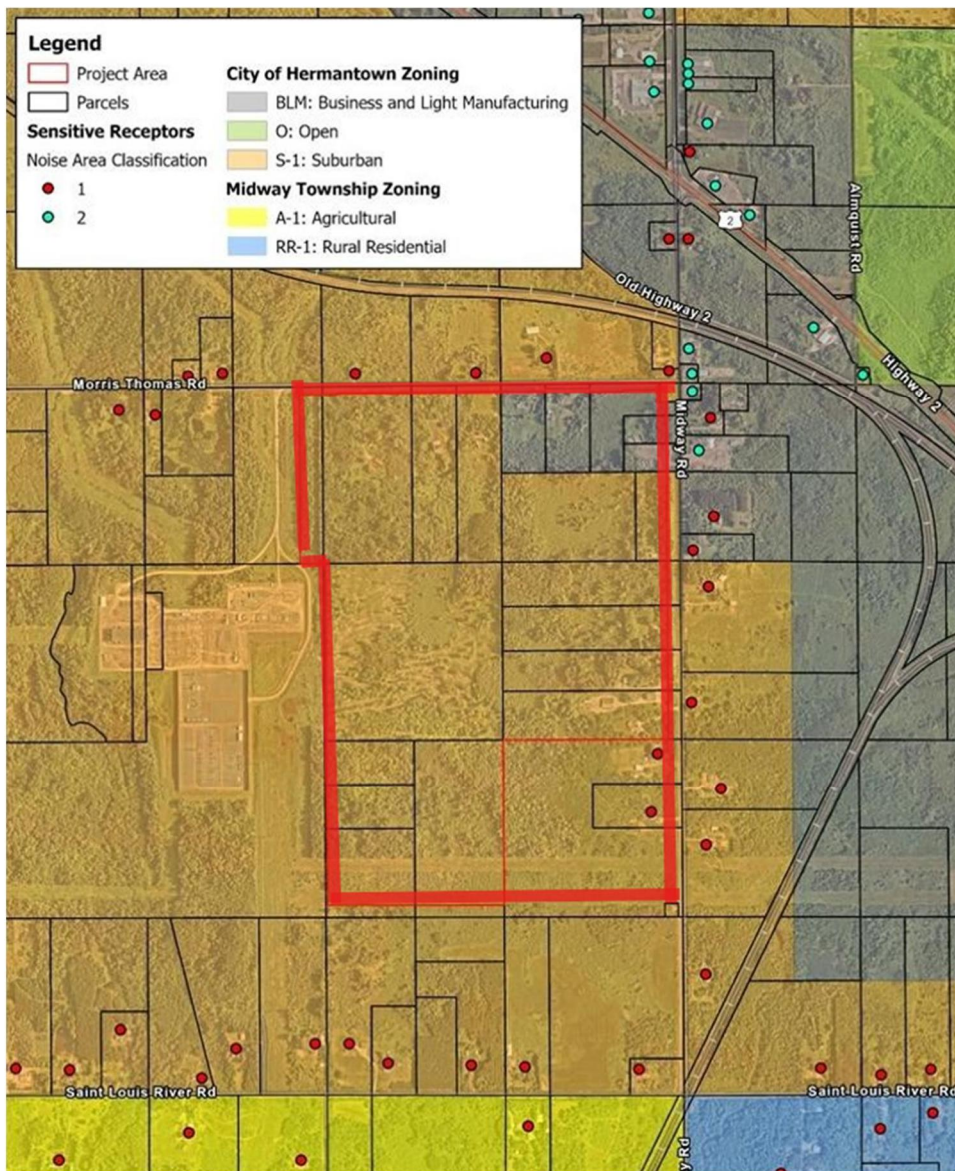 Legend
Project Area
Parcels
Sensitive Receptors
Noise Area Classification
1
2
City of Hermantown Zoning
BLM: Business and Light Manufacturing
O: Open
S-1: Suburban
Midway Township Zoning
A-1: Agricultural
RR-1: Rural Residential
2
Almquist Rd
Old Highway 2
Highway 2
Morris Thomas Rd
Midway Rd
Saint Louis River Rd
Saint Louis River Rd
y Rd